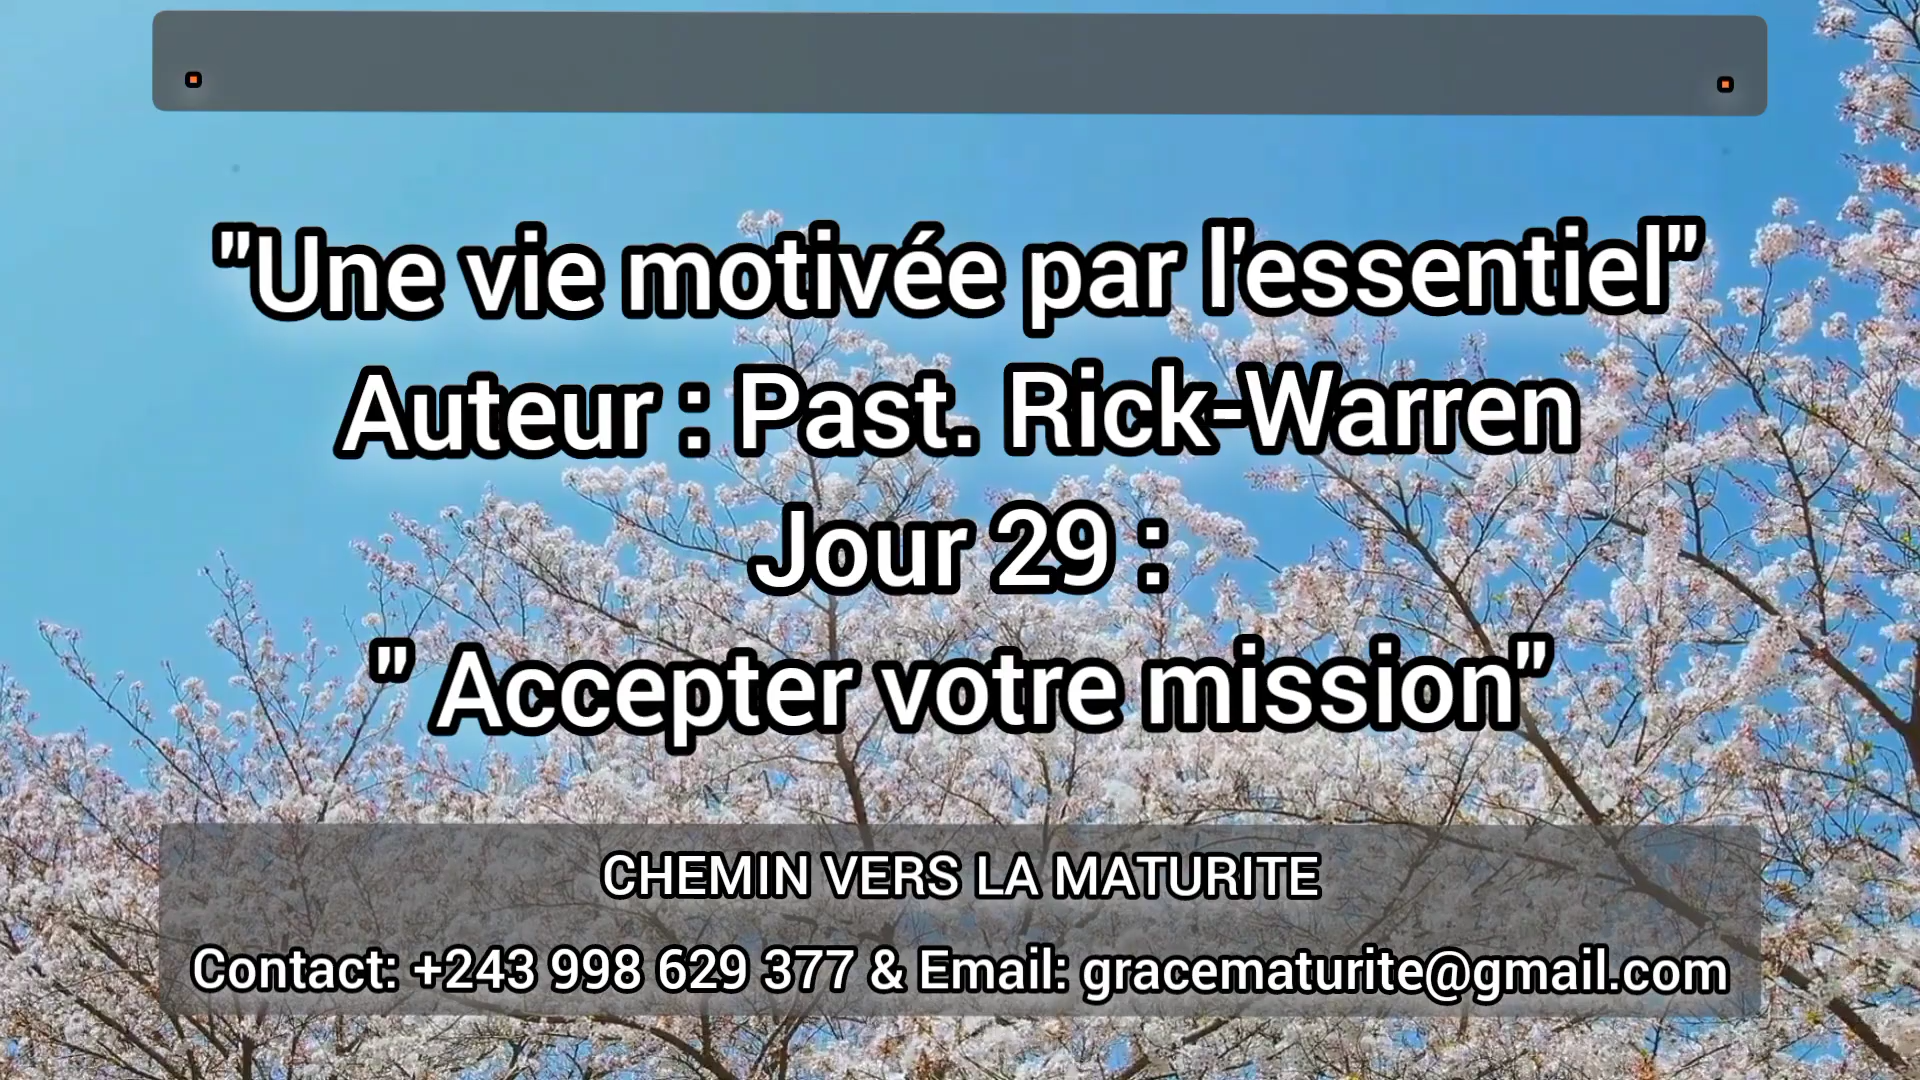 "Une vie motivée par l'essentiel"
Auteur : Past. Rick-Warren
Jour 29 :
" Accepter votre mission"
CHEMIN VERS LA MATURITE
Contact: +243 998 629 377 & Email: gracematurite@gmail.com